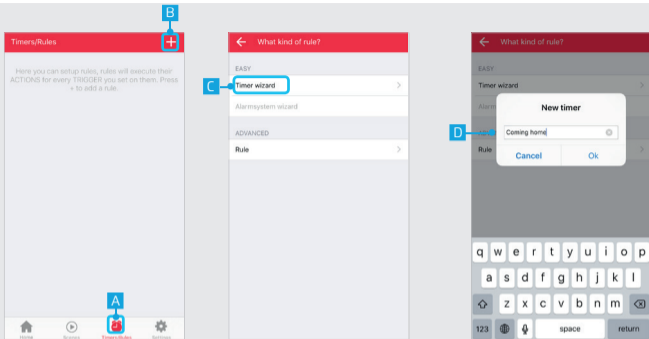 B
Timers/Rules
+
Here you can setup rules, rules will execute their
ACTIONS for every TRIGGER you set on them. Press
+ to add a rule.
A
Home
Scenes
Timers/Rules
Settings
What kind of rule?
EASY
C
Timer wizard
Alarmsystem wizard
ADVANCED
Rule
What kind of rule?
EASY
Timer wizard
Alarm
New timer
D
Coming home
Rule
Cancel
Ok
q w e r t y u i o p
a s d f g h j k l
z x c v b n m
123
space
return